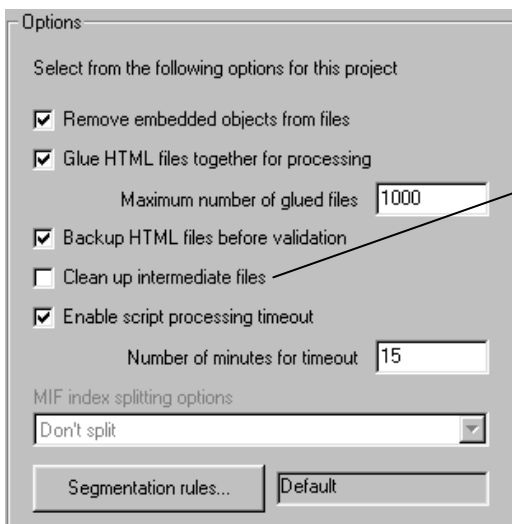 Options
Select from the following options for this project
Remove embedded objects from files
Glue HTML files together for processing
Maximum number of glued files 1000
Backup HTML files before validation
Clean up intermediate files
Enable script processing timeout
Number of minutes for timeout 15
MIF index splitting options
Don't split
Segmentation rules... Default